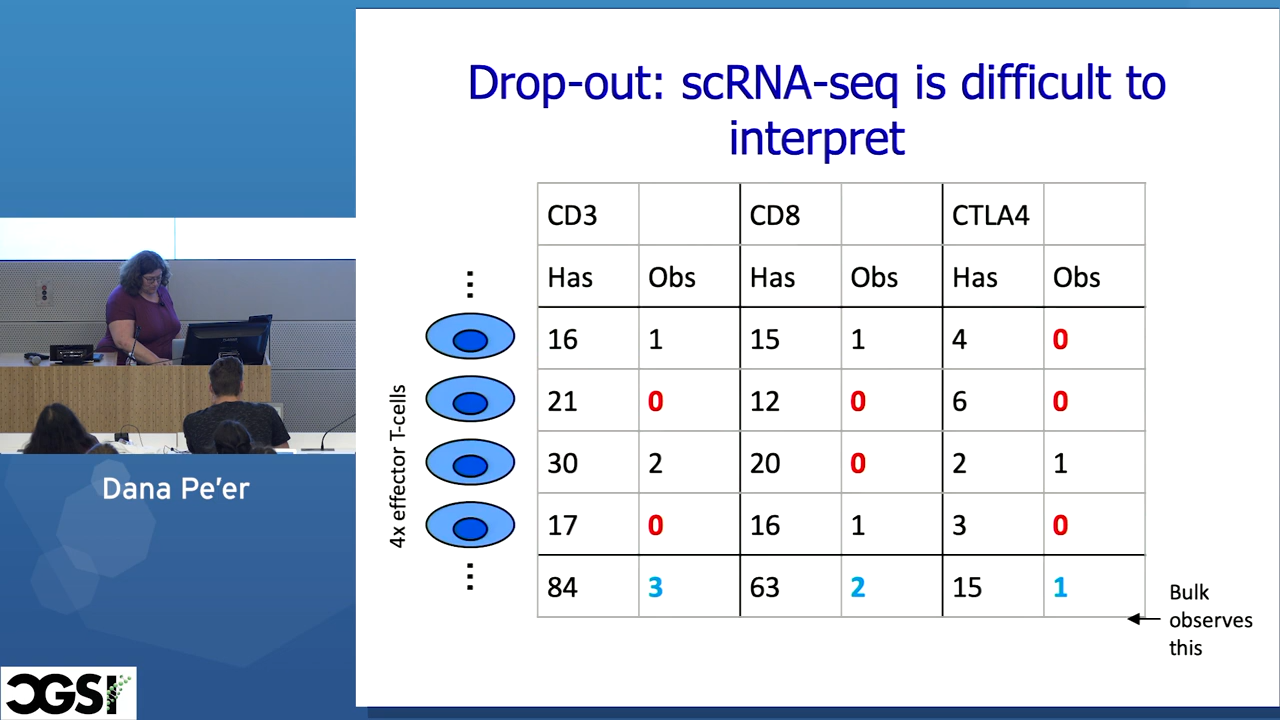 Drop-out: scRNA-seq is difficult to
interpret
CD3 CD8 CTLA4
Has Obs Has Obs Has Obs
16 1 15 1 4 0
21 0 12 0 6 0
30 2 20 0 2 1
17 0 16 1 3 0
84 3 63 2 15 1
4x effector T-cells
Bulk
observes
this
Dana Pe'er
CGSI